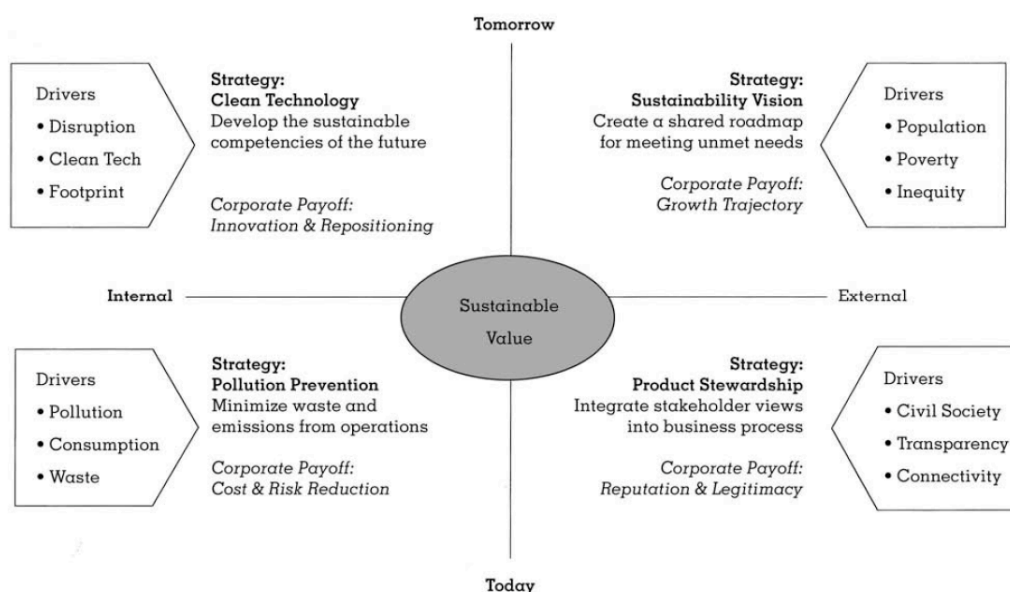 Tomorrow
Drivers
• Disruption
• Clean Tech
• Footprint
Strategy:
Clean Technology
Develop the sustainable
competencies of the future
Corporate Payoff:
Innovation & Repositioning
Strategy:
Sustainability Vision
Create a shared roadmap
for meeting unmet needs
Corporate Payoff:
Growth Trajectory
Drivers
• Population
• Poverty
• Inequity
Internal
Sustainable
Value
External
Drivers
• Pollution
• Consumption
• Waste
Strategy:
Pollution Prevention
Minimize waste and
emissions from operations
Corporate Payoff:
Cost & Risk Reduction
Strategy:
Product Stewardship
Integrate stakeholder views
into business process
Corporate Payoff:
Reputation & Legitimacy
Drivers
• Civil Society
• Transparency
• Connectivity
Today